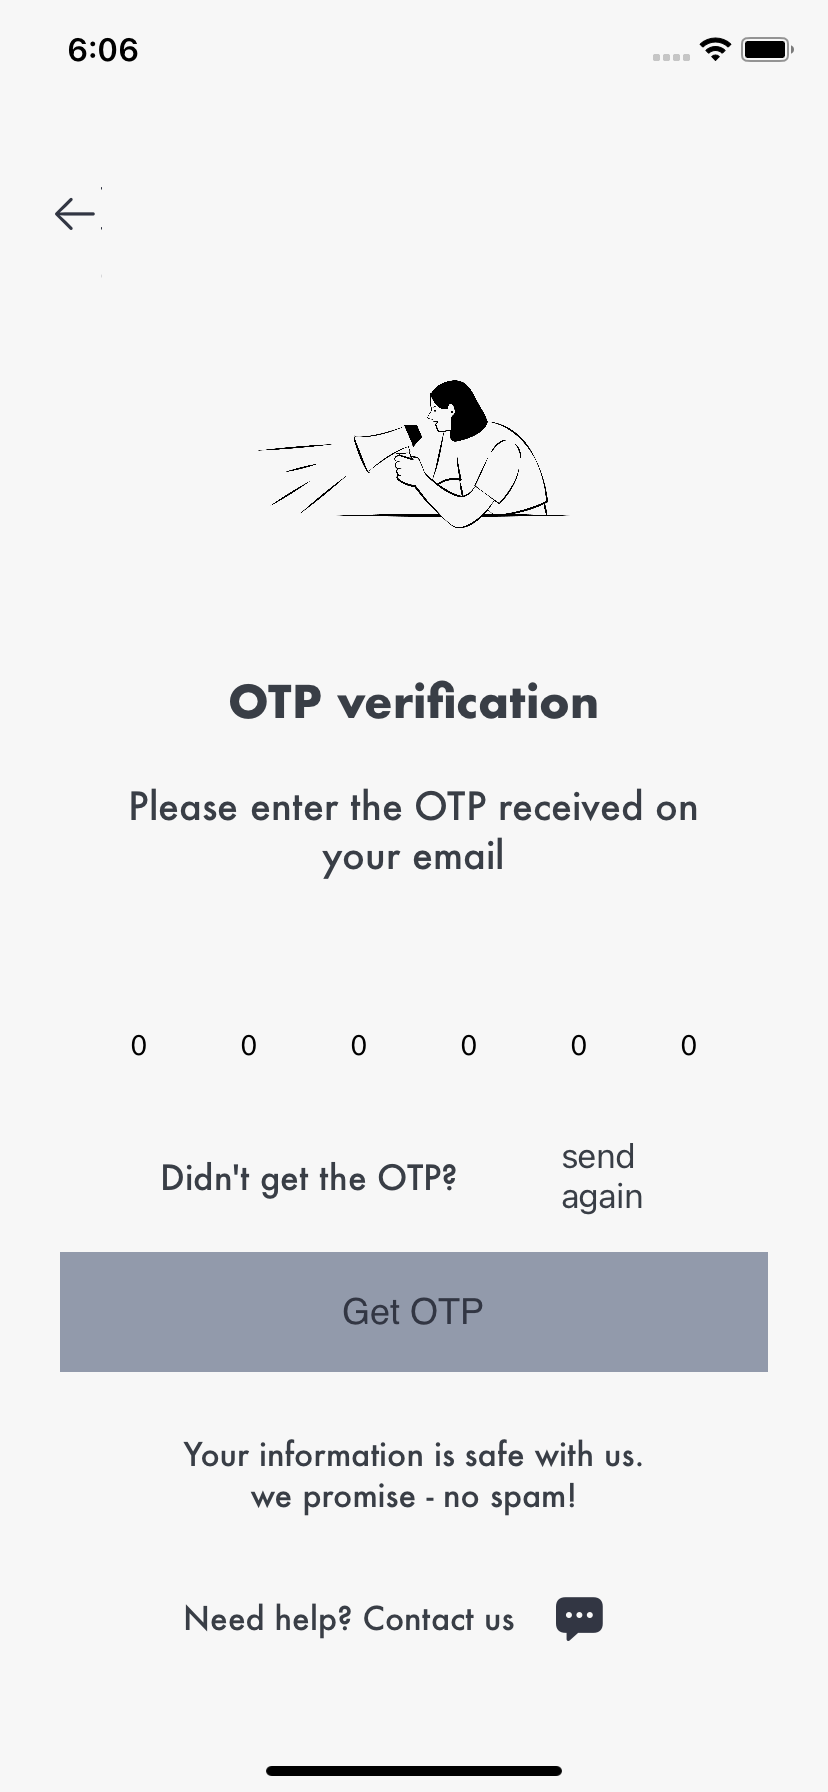 6:06
OTP verification
Please enter the OTP received on
your email
0 0 0 0 0 0
Didn't get the OTP?
send
again
Get OTP
Your information is safe with us.
we promise - no spam!
Need help? Contact us